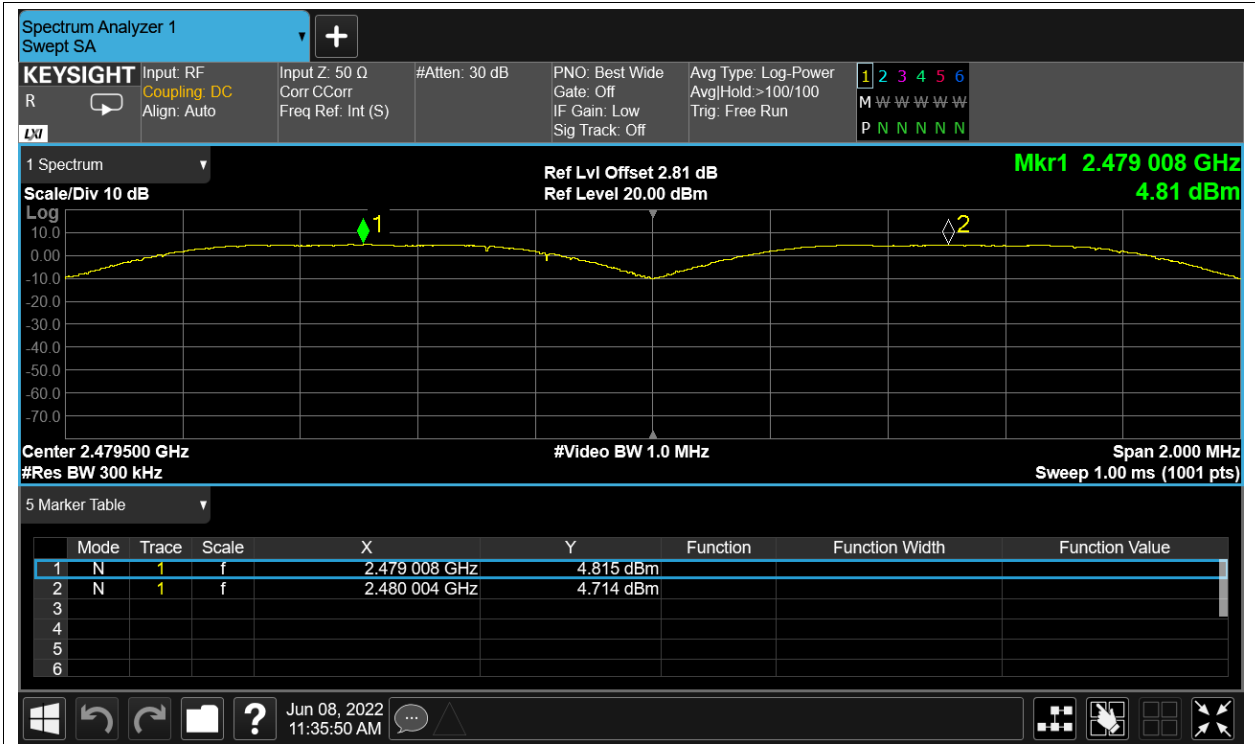 Spectrum Analyzer 1
Swept SA
KEYSIGHT
R
LXI
Input: RF
Coupling: DC
Align: Auto
Input Z: 50 Ω
Corr CCorr
Freq Ref: Int (S)
#Atten: 30 dB
PNO: Best Wide
Gate: Off
IF Gain: Low
Sig Track: Off
Avg Type: Log-Power
Avg|Hold:>100/100
Trig: Free Run
1 2 3 4 5 6
M W W W W W
P N N N N N
1 Spectrum
Scale/Div 10 dB
Ref Lvl Offset 2.81 dB
Ref Level 20.00 dBm
Mkr1 2.479 008 GHz
4.81 dBm
Log
10.0
0.00
-10.0
-20.0
-30.0
-40.0
-50.0
-60.0
-70.0
1
2
Center 2.479500 GHz
#Res BW 300 kHz
#Video BW 1.0 MHz
Span 2.000 MHz
Sweep 1.00 ms (1001 pts)
5 Marker Table
Mode Trace Scale X Y Function Function Width Function Value
1 N 1 f 2.479 008 GHz 4.815 dBm
2 N 1 f 2.480 004 GHz 4.714 dBm
3
4
5
6
?
Jun 08, 2022
11:35:50 AM